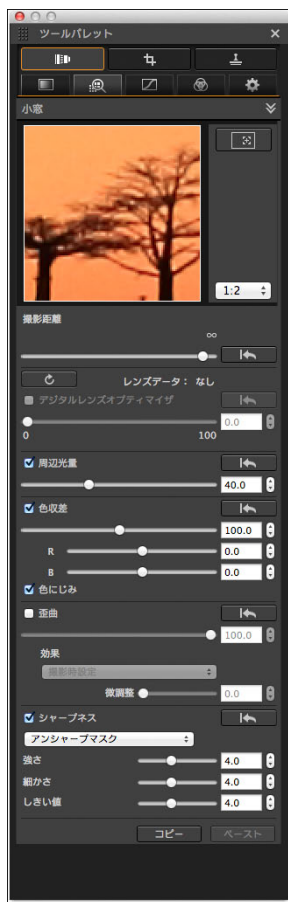 ツールパレット
小窓
1:2
撮影距離
∞
レンズデータ： なし
デジタルレンズオプティマイザ
0.0
0 100
周辺光量
40.0
色収差
100.0
R 0.0
B 0.0
色にじみ
歪曲
100.0
効果
撮影時設定
微調整 0.0
シャープネス
アンシャープマスク
強さ 4.0
細かさ 4.0
しきい値 4.0
コピー ペースト